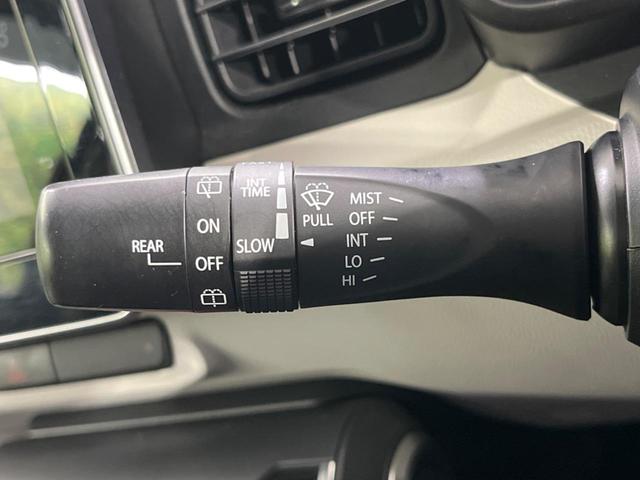 REAR
ON
OFF
INT
TIME
SLOW
PULL
MIST
OFF
INT
LO
HI